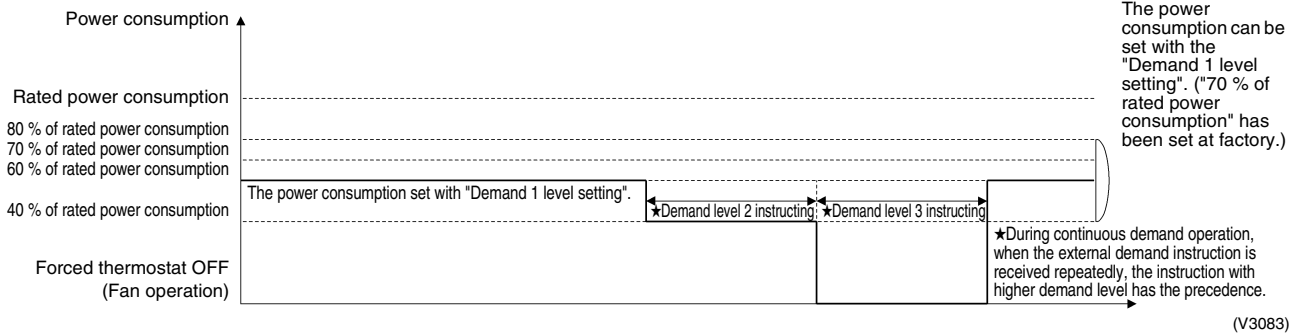 Power consumption
Rated power consumption
80 % of rated power consumption
70 % of rated power consumption
60 % of rated power consumption
40 % of rated power consumption
Forced thermostat OFF
(Fan operation)
The power consumption set with "Demand 1 level setting".
★Demand level 2 instructing
★Demand level 3 instructing
The power
consumption can be
set with the
"Demand 1 level
setting". ("70 % of
rated power
consumption" has
been set at factory.)
★During continuous demand operation,
when the external demand instruction is
received repeatedly, the instruction with
higher demand level has the precedence.
(V3083)